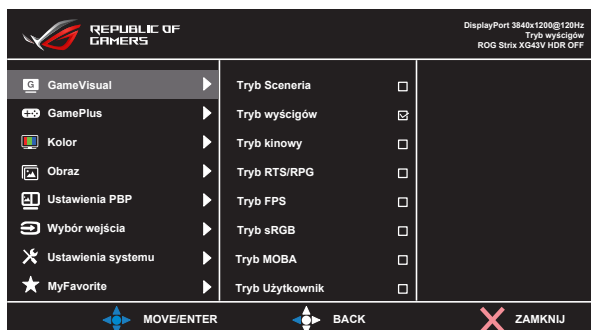 REPUBLIC OF
GAMERS
DisplayPort 3840x1200@120Hz
Tryb wyścigów
ROG Strix XG43V HDR OFF
G GameVisual
GamePlus
Kolor
Obraz
Ustawienia PBP
Wybór wejścia
Ustawienia systemu
MyFavorite
Tryb Sceneria
Tryb wyścigów
Tryb kinowy
Tryb RTS/RPG
Tryb FPS
Tryb sRGB
Tryb MOBA
Tryb Użytkownik
MOVE/ENTER
BACK
ZAMKNIJ